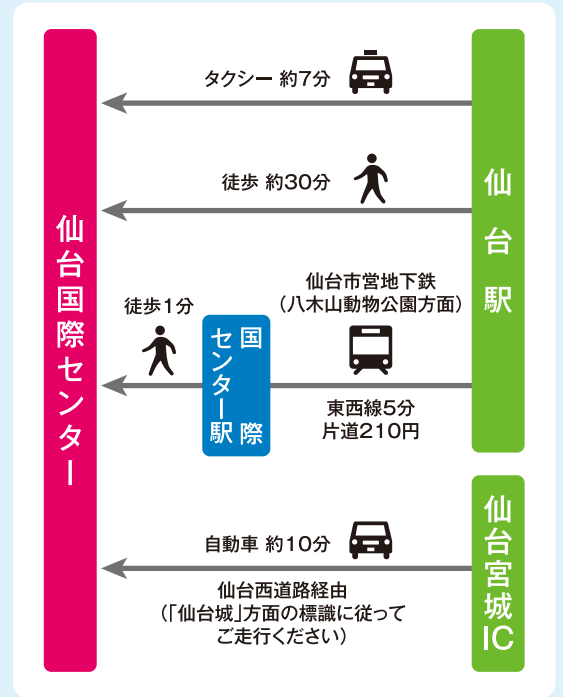 タクシー 約7分
徒歩 約30分
仙台駅
仙台国際センター
仙台市営地下鉄
（八木山動物公園方面）
徒歩1分
国際
センター駅
東西線5分
片道210円
自動車 約10分
仙台宮城IC
仙台西道路経由
（「仙台城」方面の標識に従って
ご走行ください）